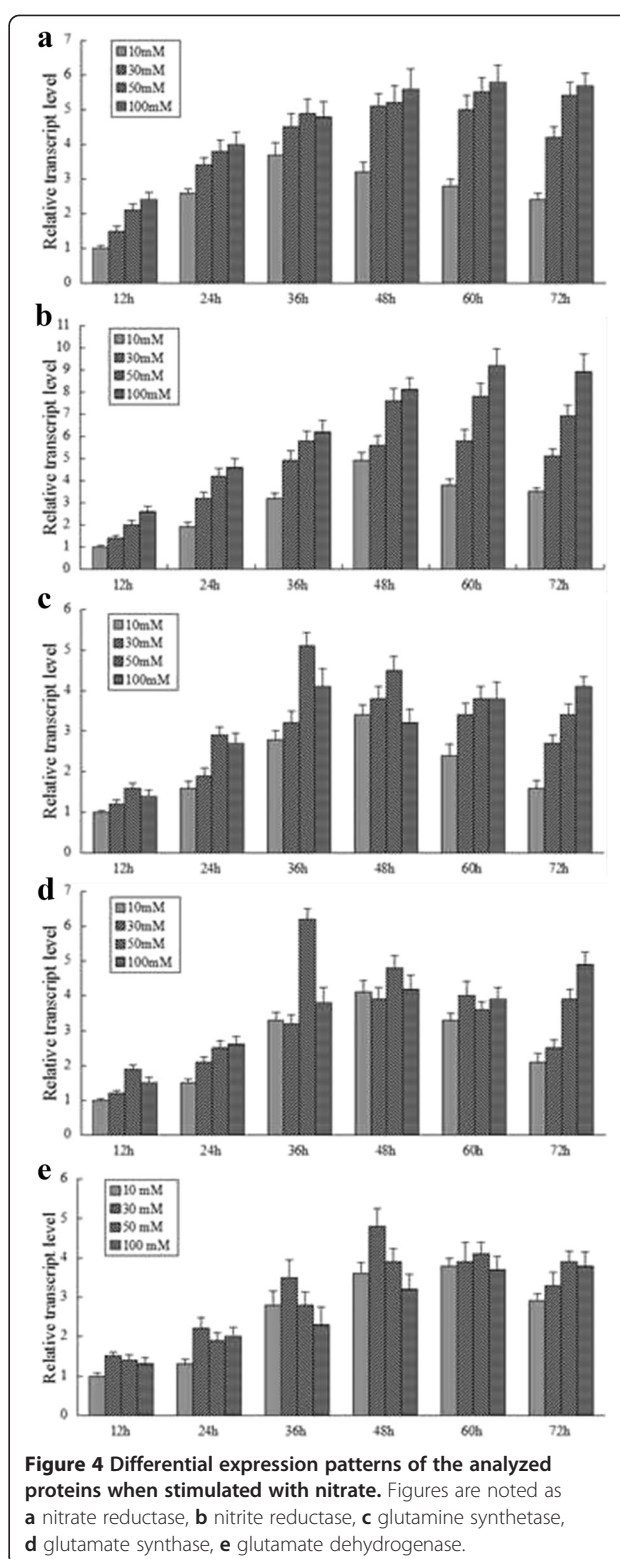 a
7
6
5
4
3
2
1
0
Relative transcript level
10mM
30mM
50mM
100mM
12h 24h 36h 48h 60h 72h
b
11
10
9
8
7
6
5
4
3
2
1
0
Relative transcript level
10mM
30mM
50mM
100mM
12h 24h 36h 48h 60h 72h
c
6
5
4
3
2
1
0
Relative transcript level
10mM
30mM
50mM
100mM
12h 24h 36h 48h 60h 72h
d
7
6
5
4
3
2
1
0
Relative transcript level
10mM
30mM
50mM
100mM
12h 24h 36h 48h 60h 72h
e
6
5
4
3
2
1
0
Relative transcript level
10 mM
30 mM
50 mM
100 mM
12h 24h 36h 48h 60h 72h
Figure 4 Differential expression patterns of the analyzed
proteins when stimulated with nitrate. Figures are noted as
a nitrate reductase, b nitrite reductase, c glutamine synthetase,
d glutamate synthase, e glutamate dehydrogenase.